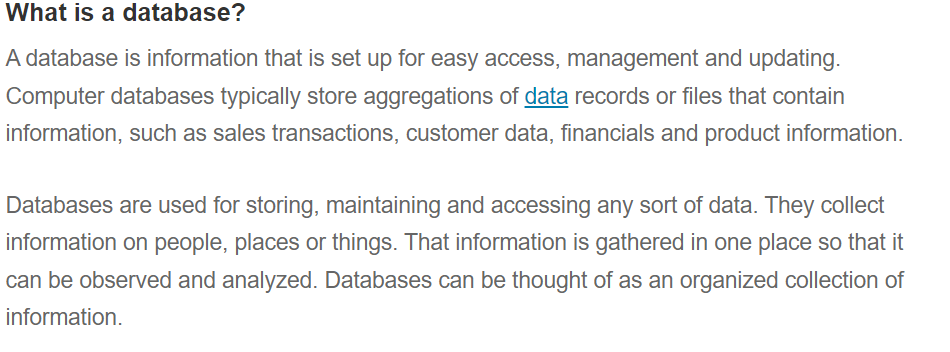 What is a database?
A database is information that is set up for easy access, management and updating.
Computer databases typically store aggregations of data records or files that contain
information, such as sales transactions, customer data, financials and product information.
Databases are used for storing, maintaining and accessing any sort of data. They collect
information on people, places or things. That information is gathered in one place so that it
can be observed and analyzed. Databases can be thought of as an organized collection of
information.